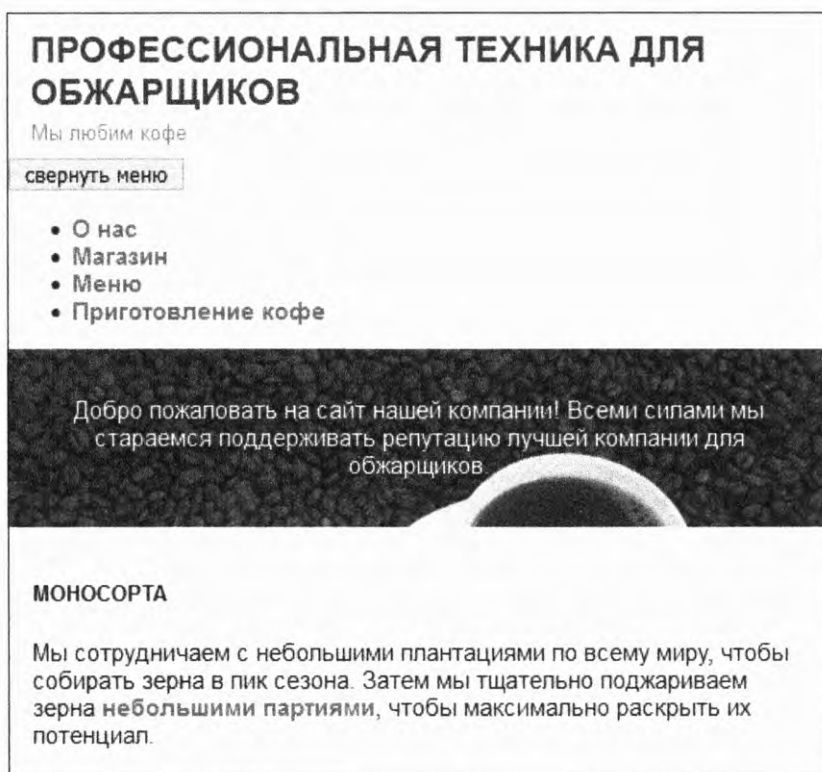 ПРОФЕССИОНАЛЬНАЯ ТЕХНИКА ДЛЯ
ОБЖАРЩИКОВ
Мы любим кофе
свернуть меню
• О нас
• Магазин
• Меню
• Приготовление кофе
Добро пожаловать на сайт нашей компании! Всеми силами мы
стараемся поддерживать репутацию лучшей компании для
обжарщиков
МОНОСОРТА
Мы сотрудничаем с небольшими плантациями по всему миру, чтобы
собирать зерна в пик сезона. Затем мы тщательно поджариваем
зерна небольшими партиями, чтобы максимально раскрыть их
потенциал.